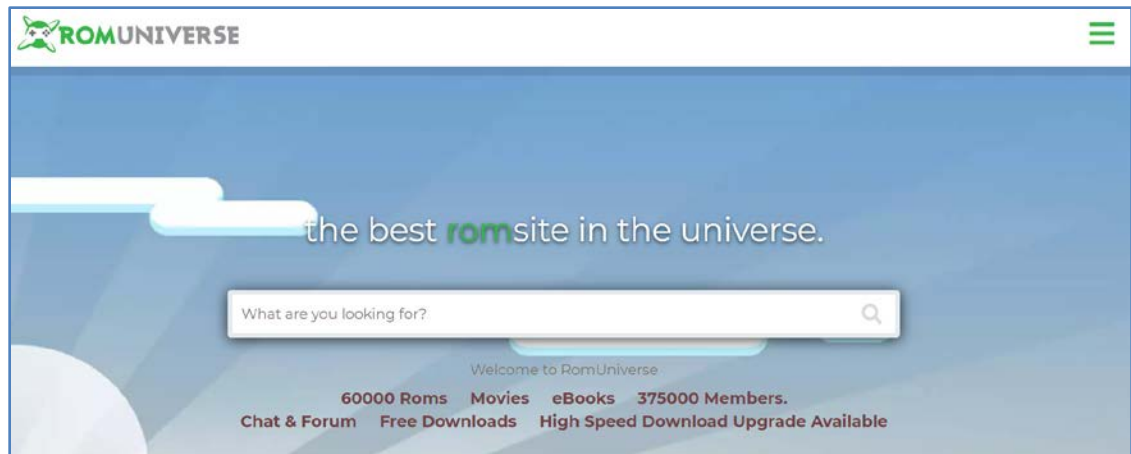 ROMUNIVERSE
the best romsite in the universe.
What are you looking for?
Welcome to RomUniverse
60000 Roms Movies eBooks 375000 Members.
Chat & Forum Free Downloads High Speed Download Upgrade Available